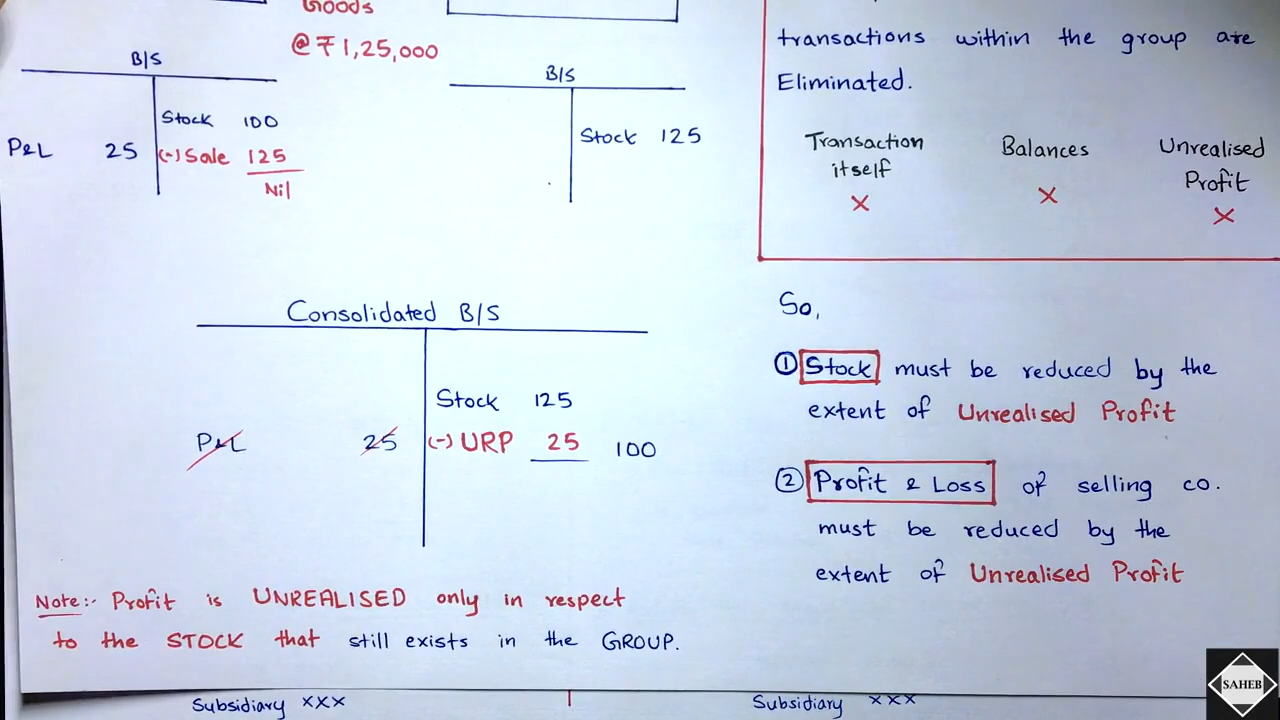 Goods
@ ₹1,25,000
B/S
Stock 100
P&L 25 (-) Sale 125
Nil
B/S
Stock 125
transactions within the group are
Eliminated.
Transaction
itself
×
Balances
×
Unrealised
Profit
×
Consolidated B/S
Stock 125
P&L 25 (-) URP 25 100
So,
① Stock must be reduced by the
extent of Unrealised Profit
② Profit & Loss of selling co.
must be reduced by the
extent of Unrealised Profit
Note:- Profit is UNREALISED only in respect
to the STOCK that still exists in the GROUP.
Subsidiary xxx
Subsidiary xxx
SAHEB